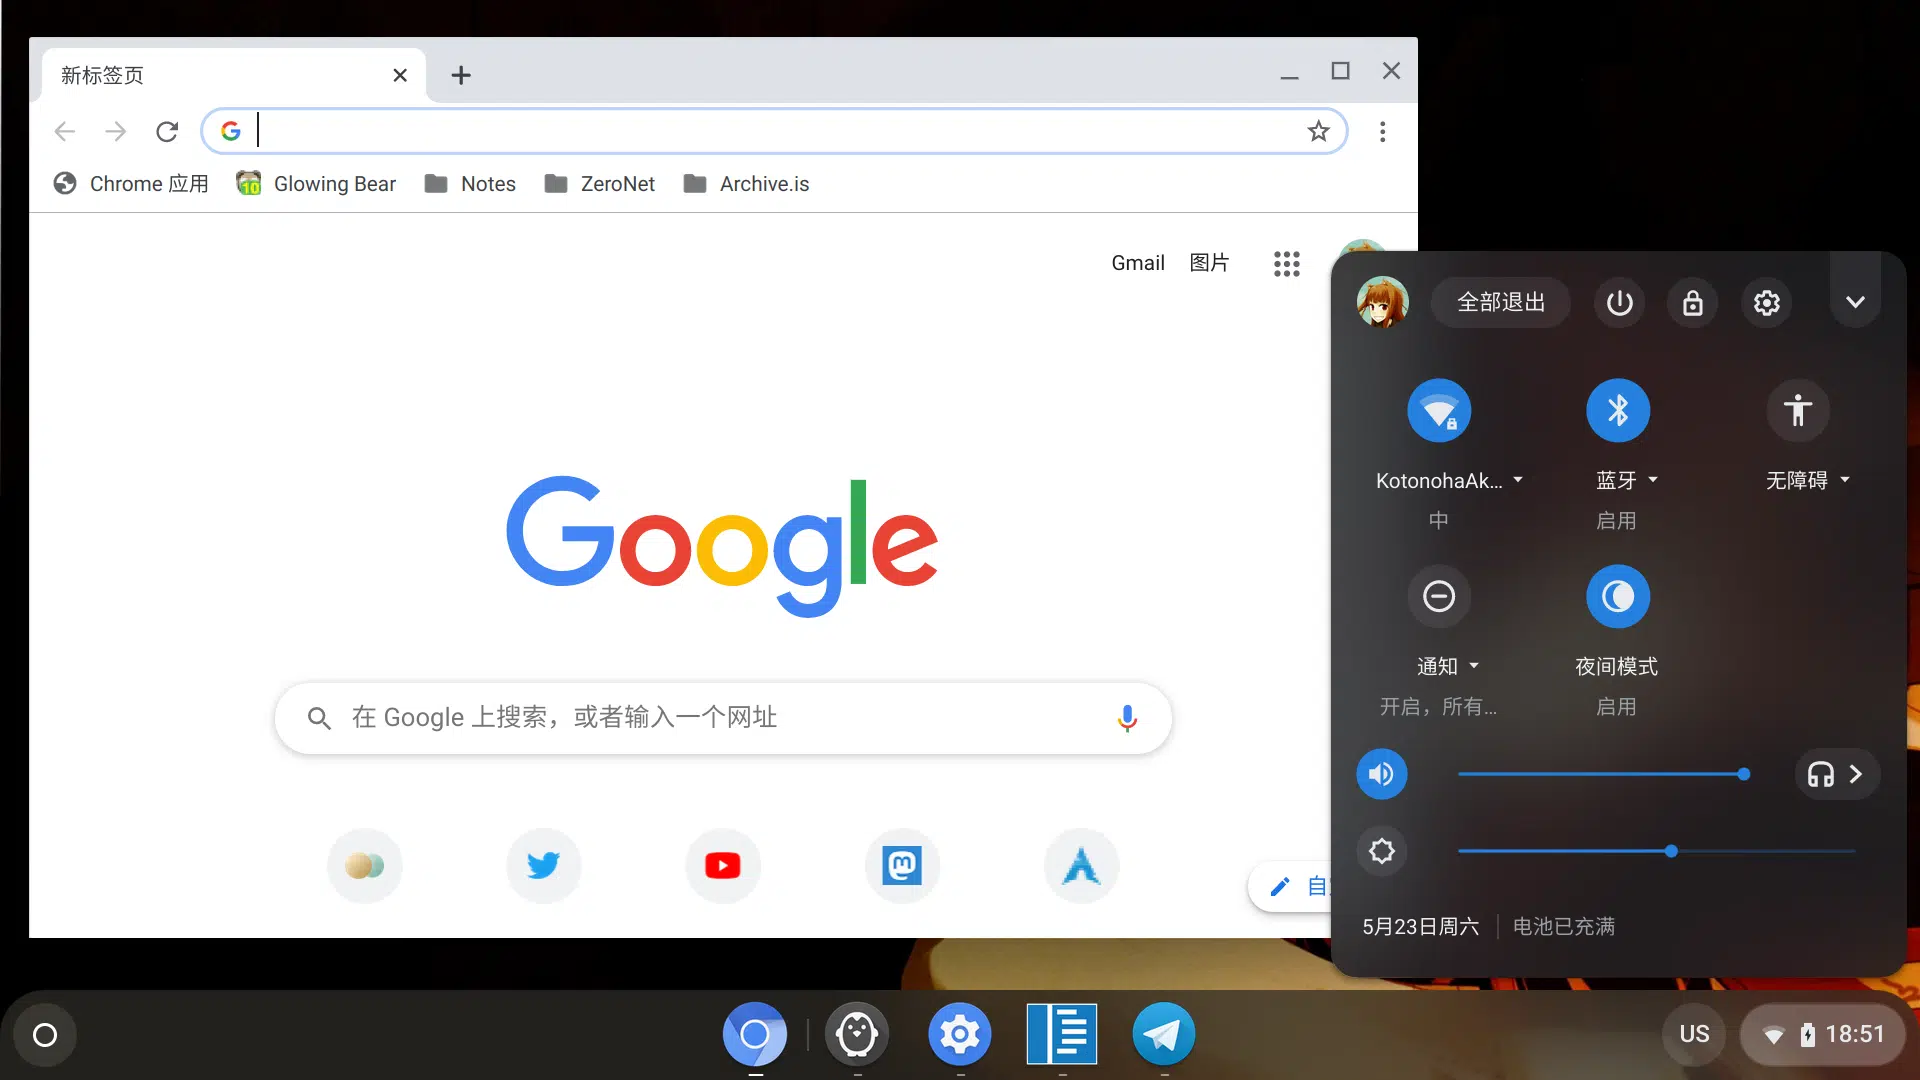 新标签页
Chrome 应用 Glowing Bear Notes ZeroNet Archive.is
Gmail 图片
Google
在 Google 上搜索，或者输入一个网址
自
全部退出
KotonohaAk... 蓝牙 无障碍
中 启用
通知 夜间模式
开启，所有... 启用
5月23日周六 电池已充满
US 18:51